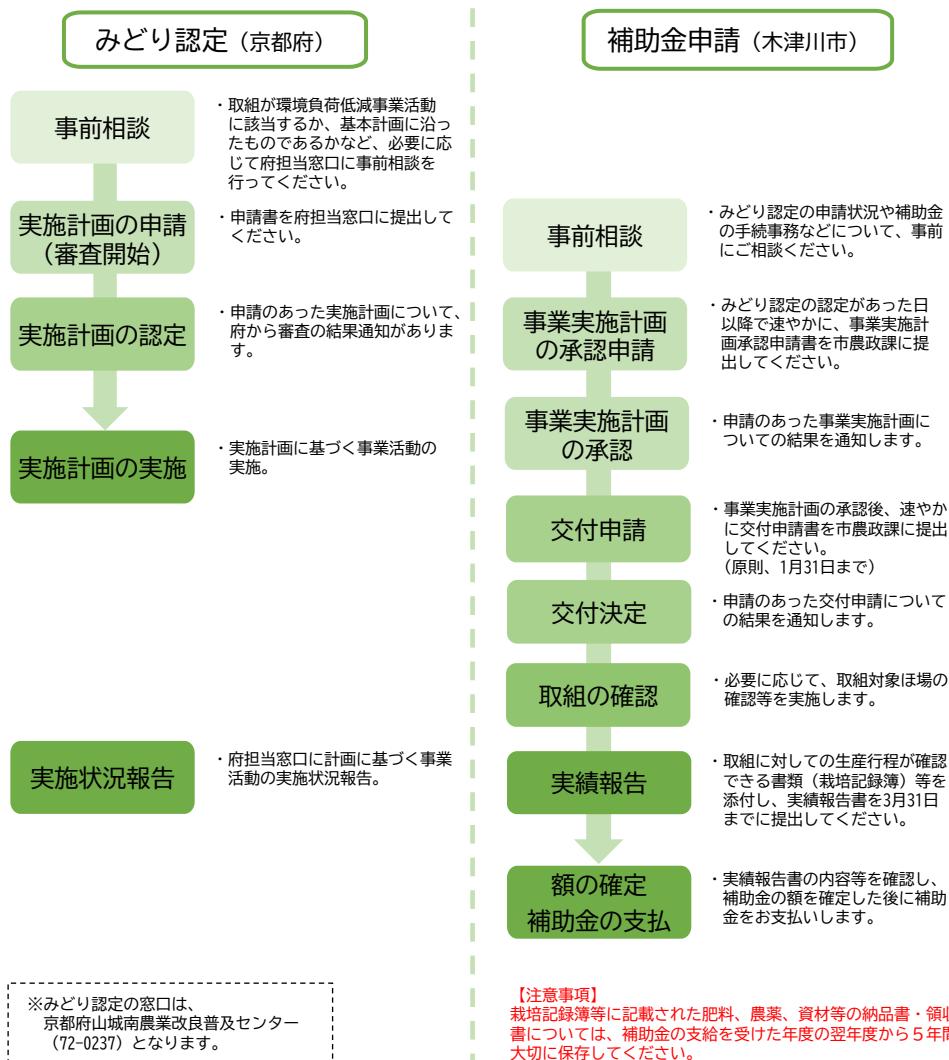 みどり認定（京都府）
事前相談
・取組が環境負荷低減事業活動
に該当するか、基本計画に沿っ
たものであるかなど、必要に応
じて府担当窓口に事前相談を
行ってください。
実施計画の申請
（審査開始）
・申請書を府担当窓口に提出して
ください。
実施計画の認定
・申請のあった実施計画について、
府から審査の結果通知がありま
す。
実施計画の実施
・実施計画に基づく事業活動の
実施。
実施状況報告
・府担当窓口に計画に基づく事業
活動の実施状況報告。
※みどり認定の窓口は、
京都府山城南農業改良普及センター
（72-0237）となります。
補助金申請（木津川市）
事前相談
・みどり認定の申請状況や補助金
の手続事務などについて、事前
にご相談ください。
事業実施計画
の承認申請
・みどり認定の認定があった日
以降で速やかに、事業実施計
画承認申請書を市農政課に提
出してください。
事業実施計画
の承認
・申請のあった事業実施計画に
ついての結果を通知します。
交付申請
・事業実施計画の承認後、速やか
に交付申請書を市農政課に提出
してください。
（原則、1月31日まで）
交付決定
・申請のあった交付申請について
の結果を通知します。
取組の確認
・必要に応じて、取組対象ほ場の
確認等を実施します。
実績報告
・取組に対しての生産行程が確認
できる書類（栽培記録簿）等を
添付し、実績報告書を3月31日
までに提出してください。
額の確定
補助金の支払
・実績報告書の内容等を確認し、
補助金の額を確定した後に補助
金をお支払いします。
【注意事項】
栽培記録簿等に記載された肥料、農薬、資材等の納品書・領収
書については、補助金の支給を受けた年度の翌年度から５年間
大切に保存してください。